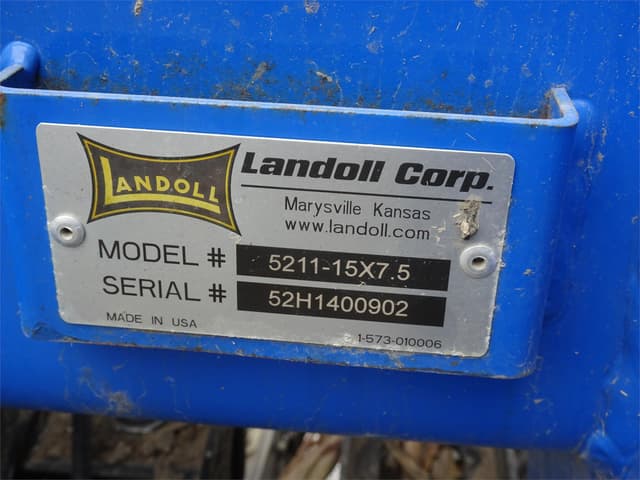 LANDOLL
Landoll Corp.
Marysville Kansas
www.landoll.com
MODEL # 5211-15X7.5
SERIAL # 52H1400902
MADE IN USA
1-573-010006